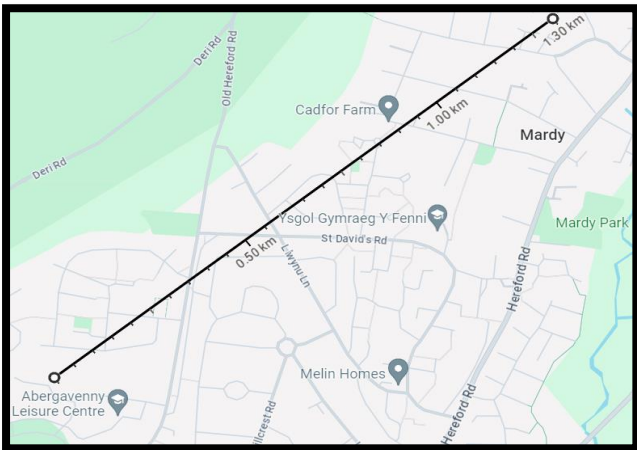 Deri Rd
Old Hereford Rd
1.30 km
Cadfor Farm
1.00 km
Mardy
Deri Rd
Ysgol Gymraeg Y Fenni
Mardy Park
St David's Rd
0.50 km
Llwynu Ln
Hereford Rd
Melin Homes
Abergavenny
Leisure Centre
illcrest Rd
Hereford Rd